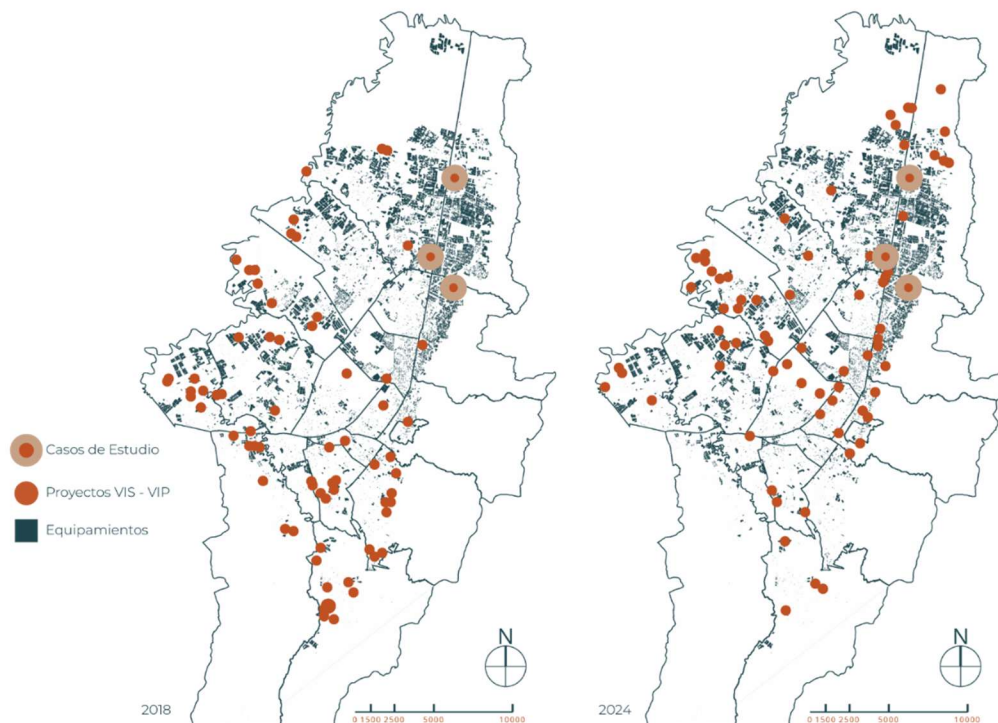 Casos de Estudio
Proyectos VIS - VIP
Equipamientos
N
2018
0 1500 2500 5000 10000
N
2024
0 1500 2500 5000 10000